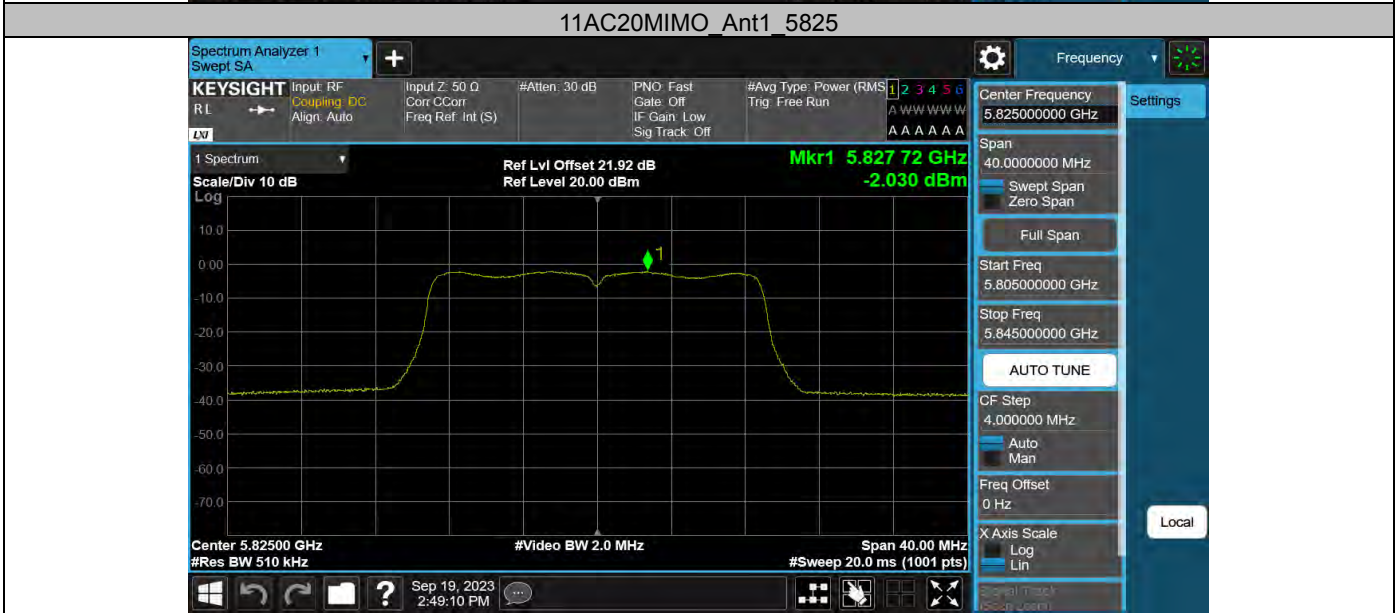 11AC20MIMO_Ant1_5825
Spectrum Analyzer 1
Swept SA
+
Frequency
KEYSIGHT
RL
LXI
Input: RF
Coupling: DC
Align: Auto
Input Z: 50 Ω
Corr CCorr
Freq Ref: Int (S)
#Atten: 30 dB
PNO: Fast
Gate: Off
IF Gain: Low
Sig Track: Off
#Avg Type: Power (RMS
Trig: Free Run
1 2 3 4 5 6
A W W W W W
A A A A A A
1 Spectrum
Scale/Div 10 dB
Log
Ref Lvl Offset 21.92 dB
Ref Level 20.00 dBm
Mkr1 5.827 72 GHz
-2.030 dBm
10.0
0.00
-10.0
-20.0
-30.0
-40.0
-50.0
-60.0
-70.0
1
Center 5.82500 GHz
#Res BW 510 kHz
#Video BW 2.0 MHz
Span 40.00 MHz
#Sweep 20.0 ms (1001 pts)
Center Frequency
5.825000000 GHz
Settings
Span
40.0000000 MHz
Swept Span
Zero Span
Full Span
Start Freq
5.805000000 GHz
Stop Freq
5.845000000 GHz
AUTO TUNE
CF Step
4.000000 MHz
Auto
Man
Freq Offset
0 Hz
X Axis Scale
Log
Lin
Local
?
Sep 19, 2023
2:49:10 PM